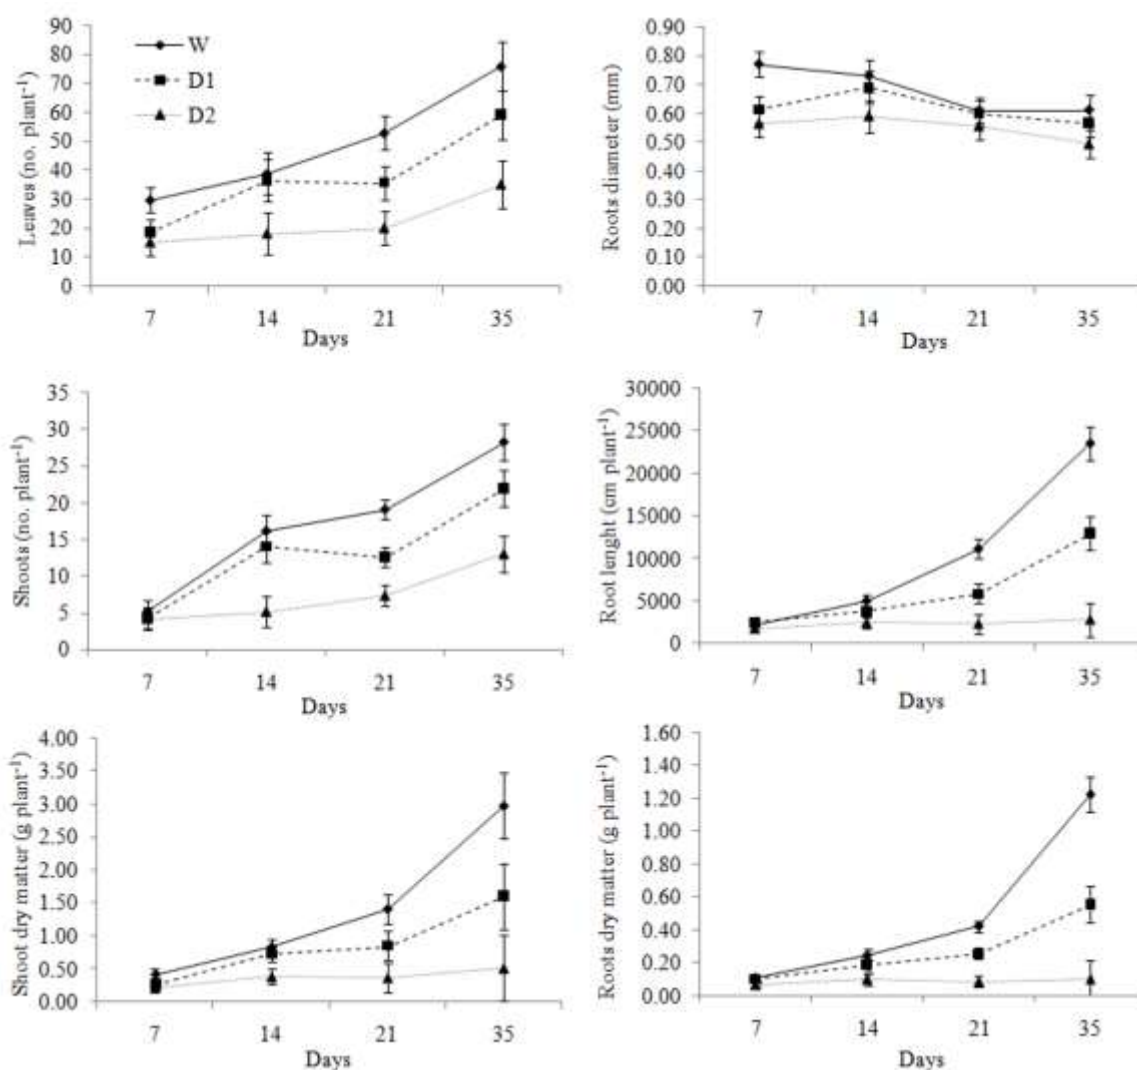 Leaves (no. plant⁻¹)
90
80
70
60
50
40
30
20
10
0
W
D1
D2
7 14 21 35
Days
Roots diameter (mm)
0.90
0.80
0.70
0.60
0.50
0.40
0.30
0.20
0.10
0.00
7 14 21 35
Days
Shoots (no. plant⁻¹)
35
30
25
20
15
10
5
0
7 14 21 35
Days
Root lenght (cm plant⁻¹)
30000
25000
20000
15000
10000
5000
0
7 14 21 35
Days
Shoot dry matter (g plant⁻¹)
4.00
3.50
3.00
2.50
2.00
1.50
1.00
0.50
0.00
7 14 21 35
Days
Roots dry matter (g plant⁻¹)
1.60
1.40
1.20
1.00
0.80
0.60
0.40
0.20
0.00
7 14 21 35
Days